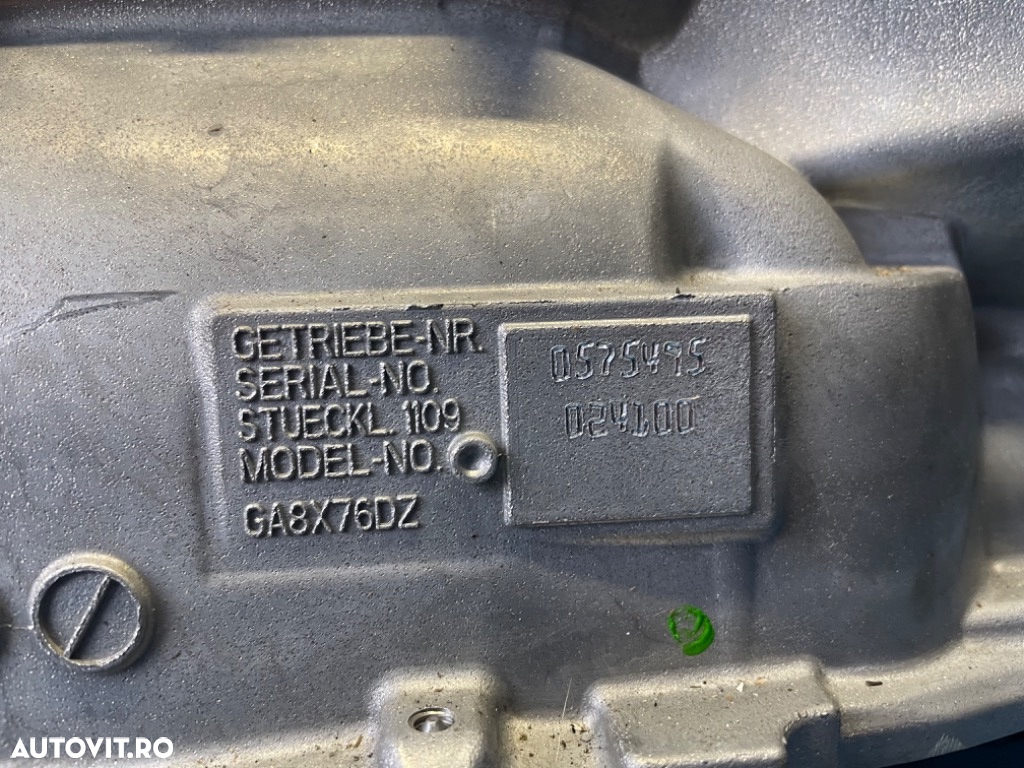 GETRIEBE-NR.
SERIAL-NO.
STUECKL. 1109
MODEL-NO.
GA8X76DZ
0575495
024100
AUTOVIT.RO